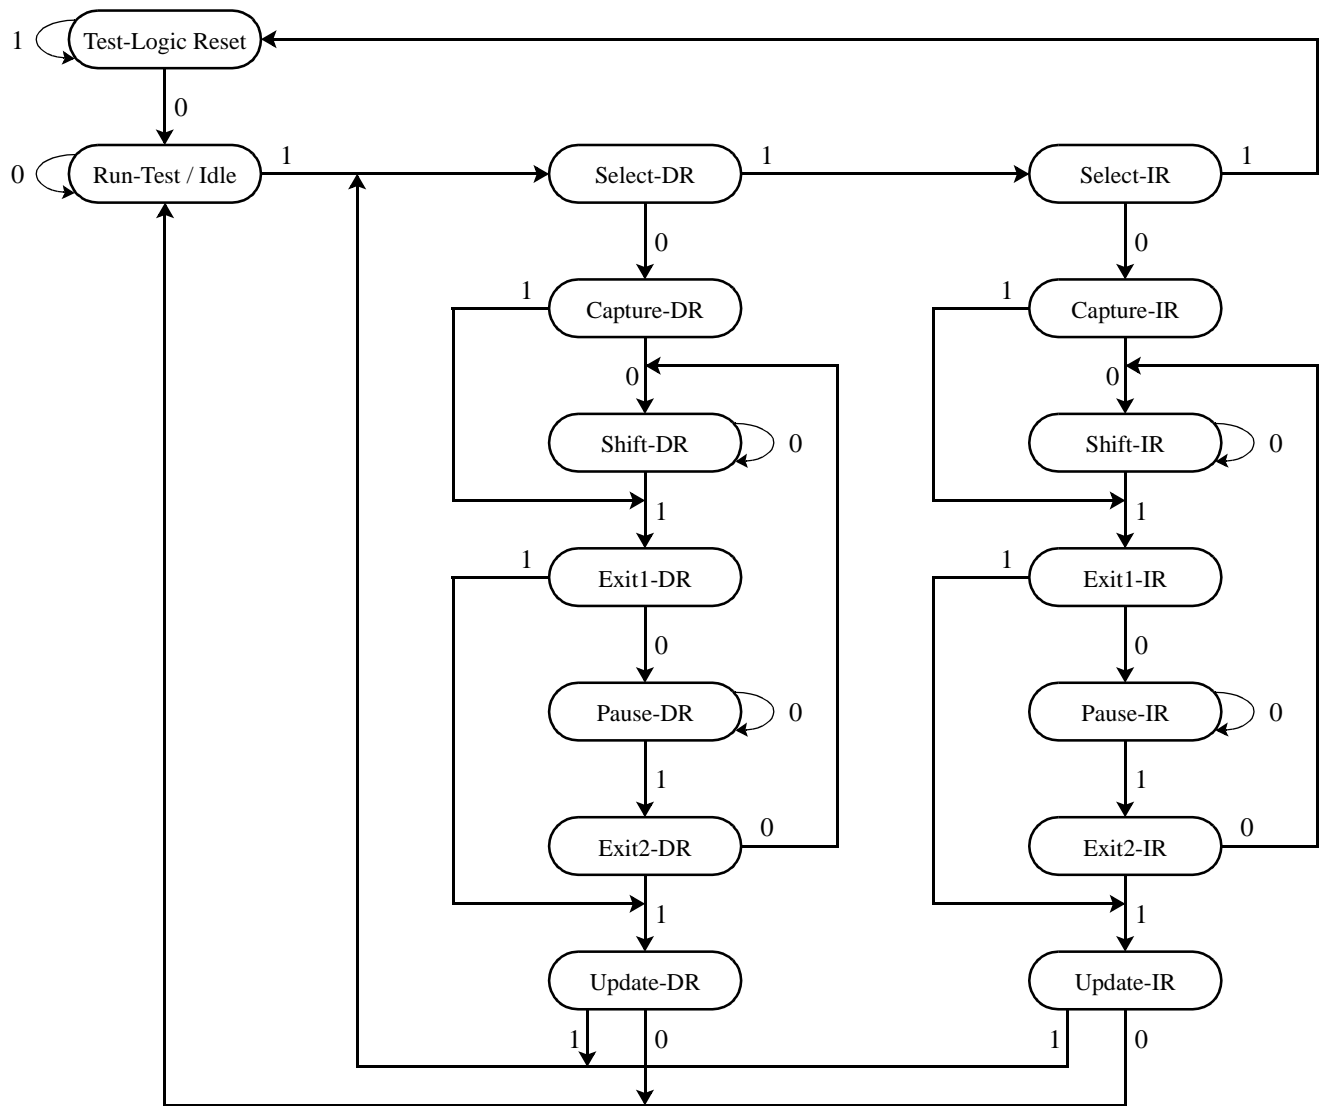 1
Test-Logic Reset
0
0
Run-Test / Idle
1
Select-DR
1
Select-IR
1
0
0
1
Capture-DR
1
Capture-IR
0
0
Shift-DR
0
Shift-IR
0
1
1
1
Exit1-DR
1
Exit1-IR
0
0
Pause-DR
0
Pause-IR
0
1
1
Exit2-DR
0
Exit2-IR
0
1
1
Update-DR
Update-IR
1
0
1
0